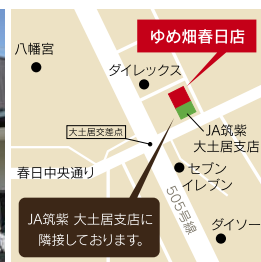 ゆめ畑春日店
八幡宮
ダイレックス
大土居交差点
JA筑紫
大土居支店
春日中央通り
セブン
イレブン
505号線
JA筑紫 大土居支店に
隣接しております。
ダイソー